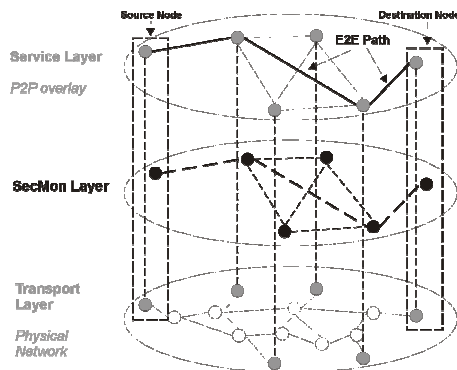 Source Node
Destination Node
E2E Path
Service Layer
P2P overlay
SecMon Layer
Transport
Layer
Physical
Network